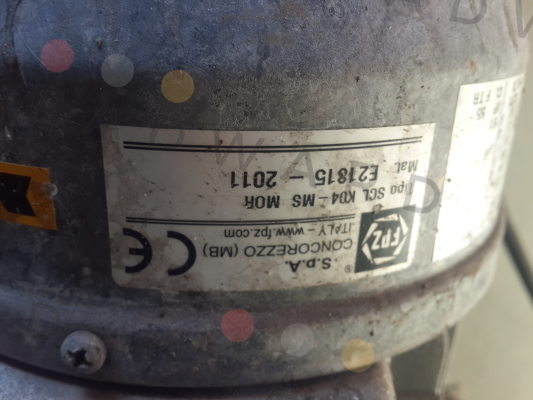 FPZ
S.p.A.
CONCOREZZO (MB)
ITALY - www.fpz.com
CE
Tipo SCL K04-MS MOR
Mat. E21815 - 2011